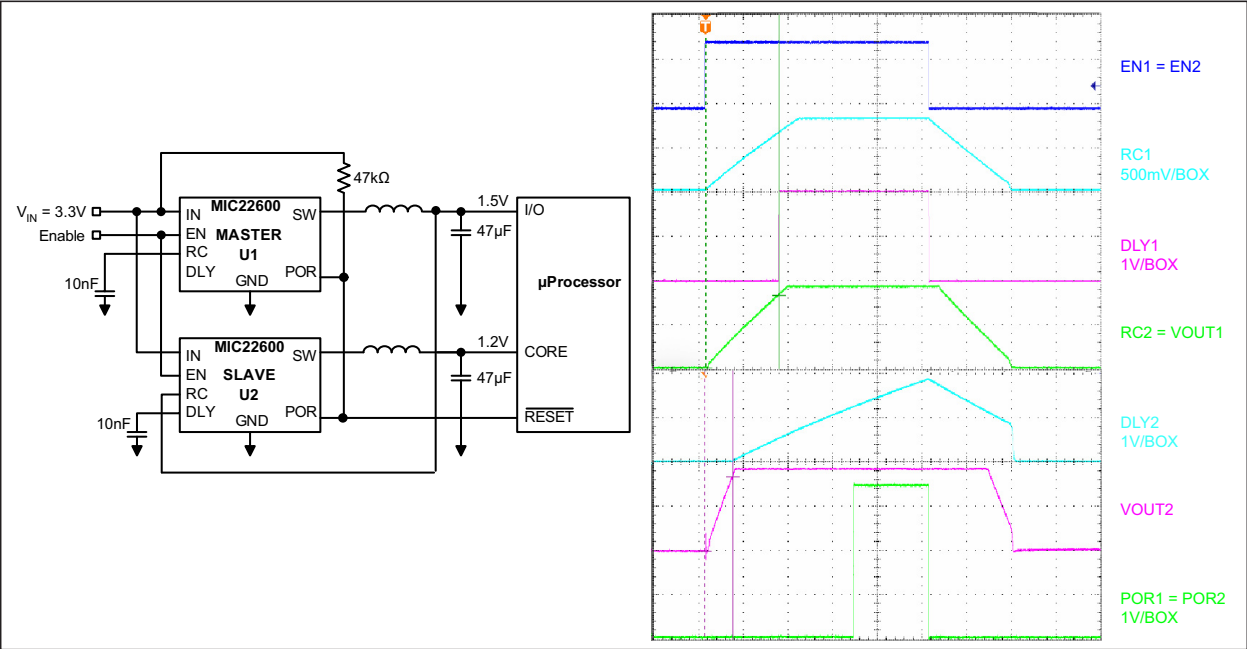 47kΩ
V_IN = 3.3V
Enable
IN
EN
RC
DLY
MIC22600
MASTER
U1
GND
SW
POR
10nF
1.5V
47µF
I/O
µProcessor
IN
EN
RC
DLY
MIC22600
SLAVE
U2
GND
SW
POR
10nF
1.2V
47µF
CORE
RESET
T
EN1 = EN2
RC1
500mV/BOX
DLY1
1V/BOX
RC2 = VOUT1
DLY2
1V/BOX
VOUT2
POR1 = POR2
1V/BOX